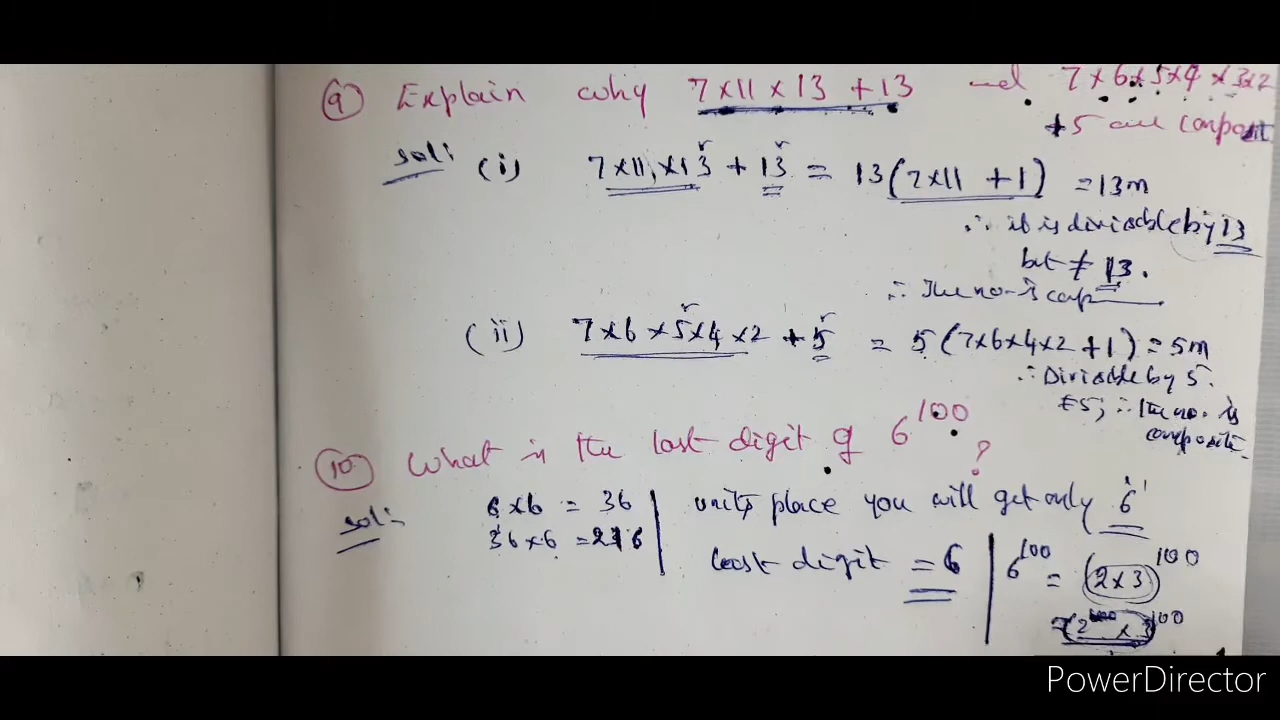 9 Explain why 7×11×13+13 and 7×6×5×4×3×2
+5 are
Sol: (i) 7×11×13 + 13 = 13(7×11 +1) = 13m
∴ it is divisible by 13
but ≠ 13.
∴ The no. is
(ii) 7×6×5×4×2 + 5 = 5(7×6×4×2 +1) = 5m
∴ Divisible by 5.
≠5, ∴ the no. is
composite
10 What is the last digit of 6^100 ?
Sol: 6×6 = 36 units place you will get only '6'
36×6 = 216
last digit = 6 6^100 = (2×3)^100
=(2^100 × 3^100
PowerDirector